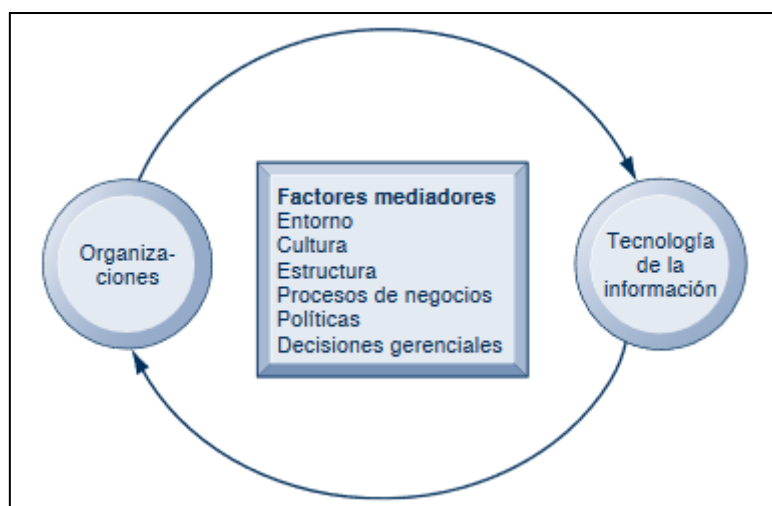 Organiza-
ciones
Factores mediadores
Entorno
Cultura
Estructura
Procesos de negocios
Políticas
Decisiones gerenciales
Tecnología
de la
información